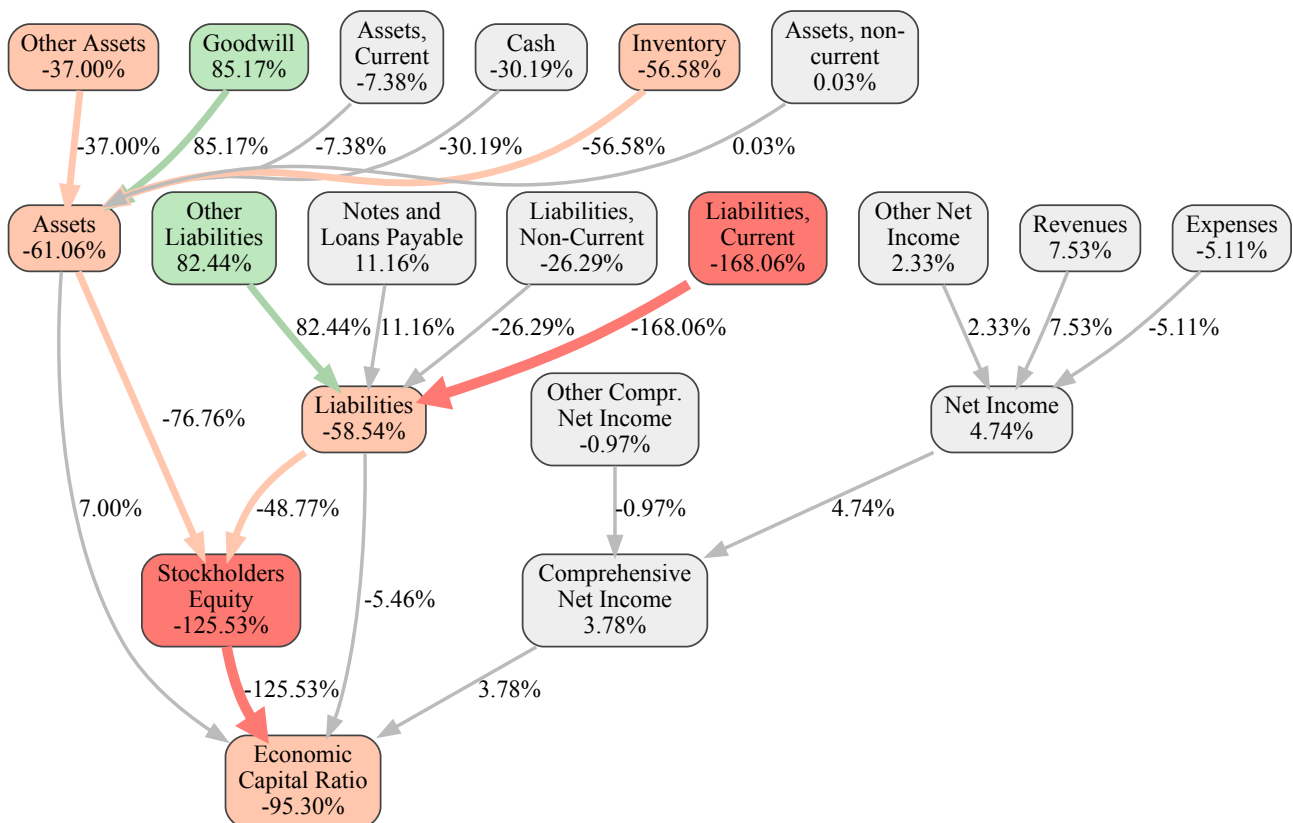 Other Assets
-37.00%
Goodwill
85.17%
Assets,
Current
-7.38%
Cash
-30.19%
Inventory
-56.58%
Assets, non-
current
0.03%
-37.00%
85.17%
-7.38%
-30.19%
-56.58%
0.03%
Assets
-61.06%
Other
Liabilities
82.44%
Notes and
Loans Payable
11.16%
Liabilities,
Non-Current
-26.29%
Liabilities,
Current
-168.06%
Other Net
Income
2.33%
Revenues
7.53%
Expenses
-5.11%
82.44%
11.16%
-26.29%
-168.06%
2.33%
7.53%
-5.11%
-76.76%
Liabilities
-58.54%
Other Compr.
Net Income
-0.97%
Net Income
4.74%
7.00%
-48.77%
-0.97%
4.74%
Stockholders
Equity
-125.53%
-5.46%
Comprehensive
Net Income
3.78%
-125.53%
3.78%
Economic
Capital Ratio
-95.30%